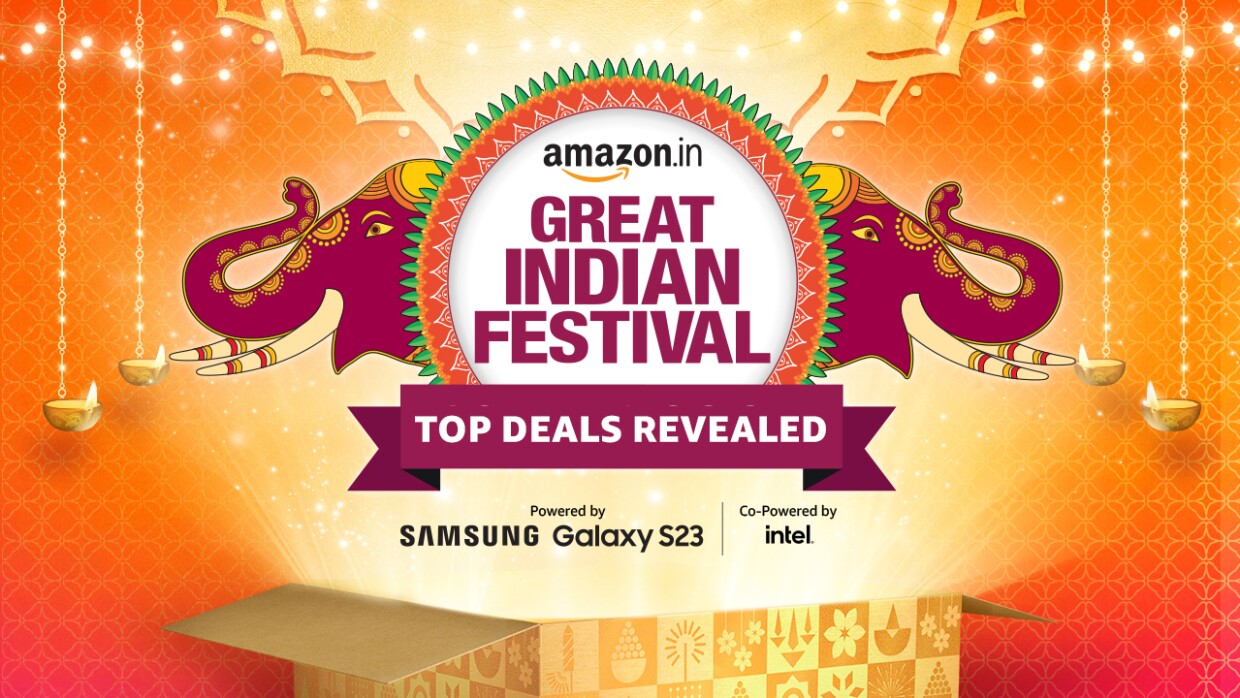 amazon.in
GREAT
INDIAN
FESTIVAL
TOP DEALS REVEALED
Powered by
SAMSUNG Galaxy S23
Co-Powered by
intel.